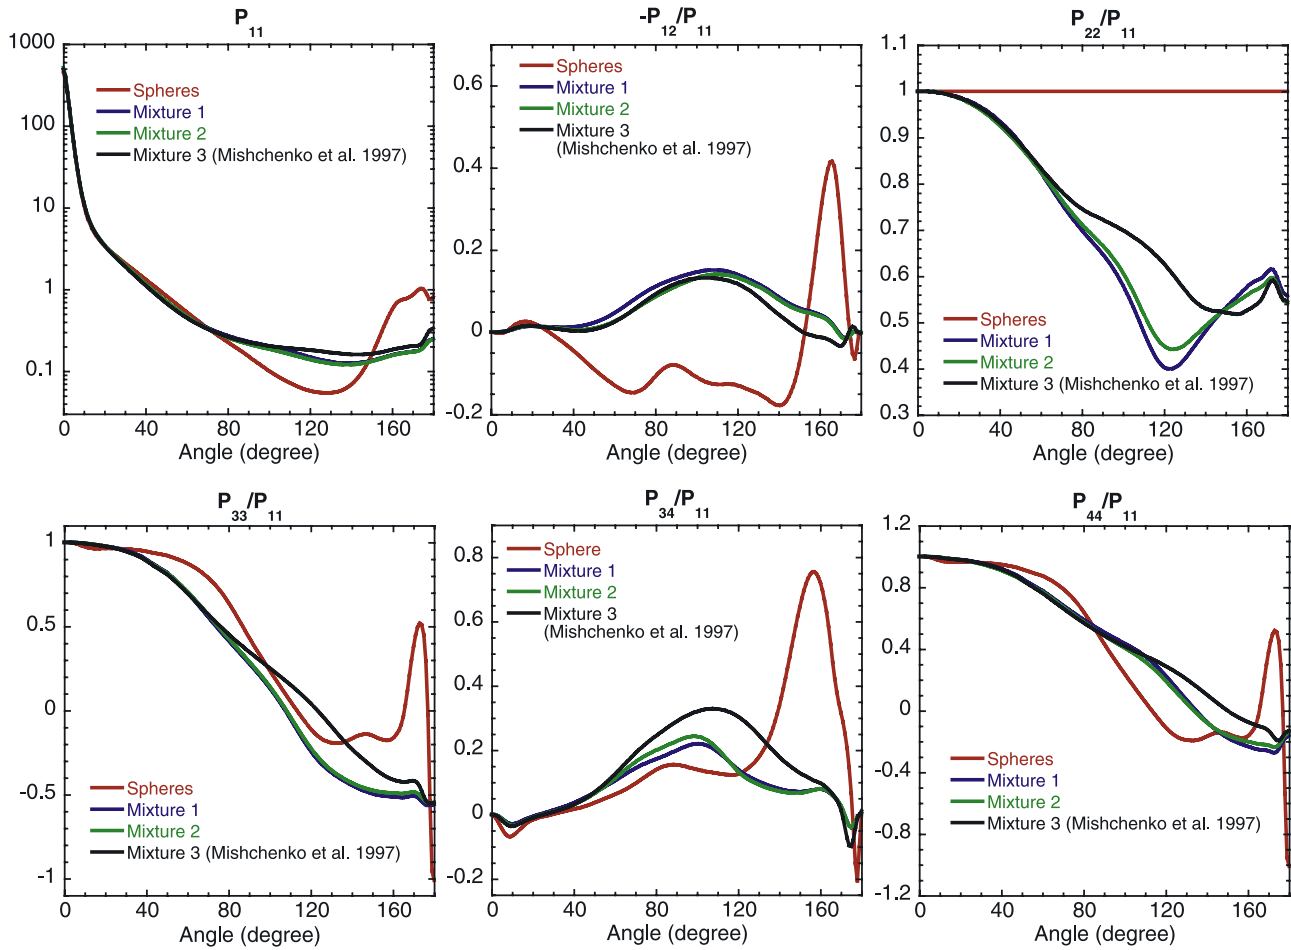 P11
1000
100
10
1
0.1
Spheres
Mixture 1
Mixture 2
Mixture 3 (Mishchenko et al. 1997)
0 40 80 120 160
Angle (degree)
-P12/P11
0.6
0.4
0.2
0
-0.2
Spheres
Mixture 1
Mixture 2
Mixture 3
(Mishchenko et al. 1997)
0 40 80 120 160
Angle (degree)
P22/P11
1.1
1
0.9
0.8
0.7
0.6
0.5
0.4
0.3
Spheres
Mixture 1
Mixture 2
Mixture 3 (Mishchenko et al. 1997)
0 40 80 120 160
Angle (degree)
P33/P11
1
0.5
0
-0.5
-1
Spheres
Mixture 1
Mixture 2
Mixture 3 (Mishchenko et al. 1997)
0 40 80 120 160
Angle (degree)
P34/P11
0.8
0.6
0.4
0.2
0
-0.2
Sphere
Mixture 1
Mixture 2
Mixture 3
(Mishchenko et al. 1997)
0 40 80 120 160
Angle (degree)
P44/P11
1.2
0.8
0.4
0
-0.4
-0.8
-1.2
Spheres
Mixture 1
Mixture 2
Mixture 3 (Mishchenko et al. 1997)
0 40 80 120 160
Angle (degree)